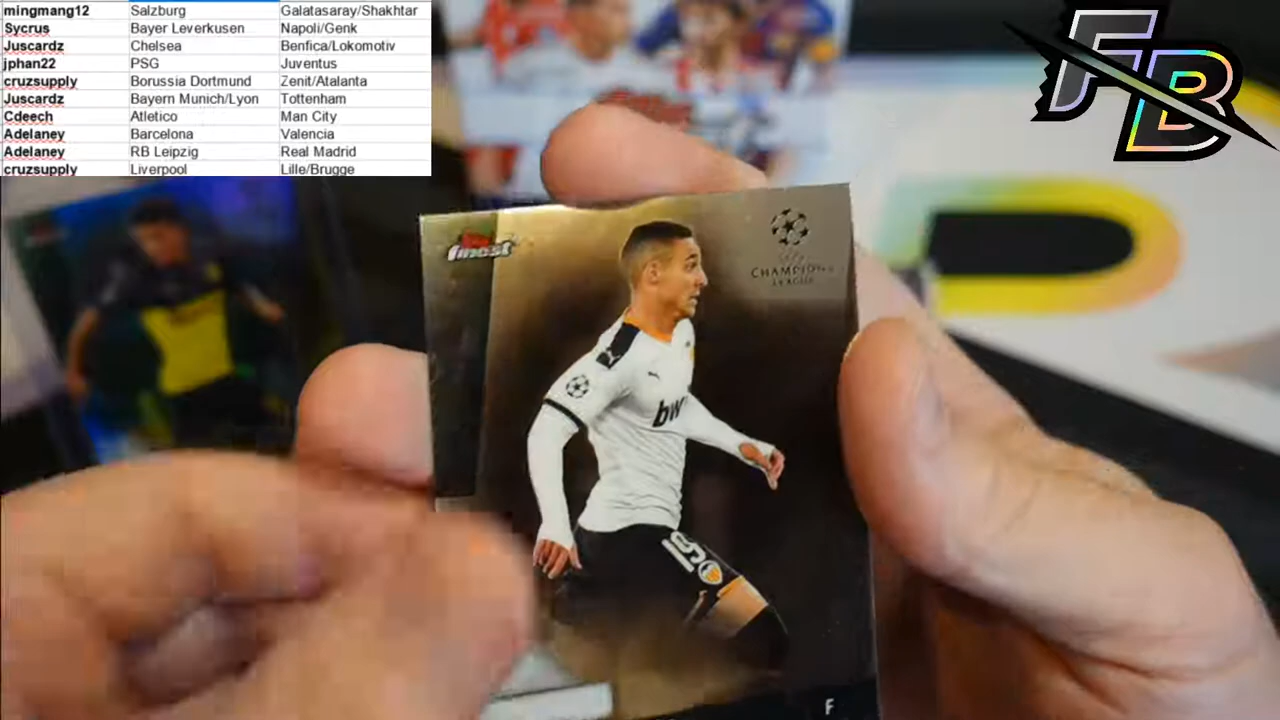 mingmang12 Salzburg Galatasaray/Shakhtar
Sycrus Bayer Leverkusen Napoli/Genk
Juscardz Chelsea Benfica/Lokomotiv
jphan22 PSG Juventus
cruzsupply Borussia Dortmund Zenit/Atalanta
Juscardz Bayern Munich/Lyon Tottenham
Cdeech Atletico Man City
Adelaney Barcelona Valencia
Adelaney RB Leipzig Real Madrid
cruzsupply Liverpool Lille/Brugge
FB
finest
CHAMPIONS
LEAGUE
bw
19
F